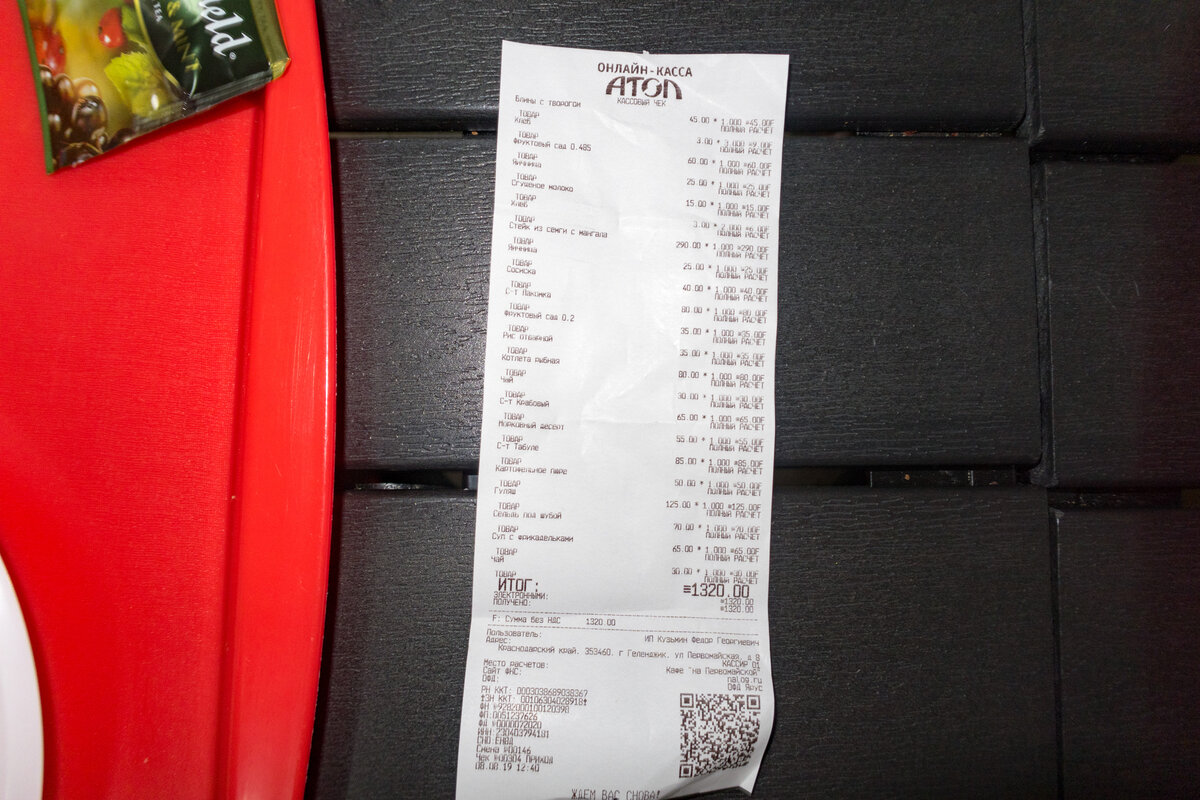 field®
& MINT
TEA
ОНЛАЙН-КАССА
АТОЛ
КАССОВЫЙ ЧЕК
Блины с творогом
45.00 * 1.000 =45.00F
ТОВАР ПОЛНЫЙ РАСЧЕТ
Хлеб
3.00 * 3.000 =9.00F
ТОВАР ПОЛНЫЙ РАСЧЕТ
Фруктовый сад 0.485
60.00 * 1.000 =60.00F
ТОВАР ПОЛНЫЙ РАСЧЕТ
Яичница
25.00 * 1.000 =25.00F
ТОВАР ПОЛНЫЙ РАСЧЕТ
Сгущеное молоко
15.00 * 1.000 =15.00F
ТОВАР ПОЛНЫЙ РАСЧЕТ
Хлеб
3.00 * 2.000 =6.00F
ТОВАР ПОЛНЫЙ РАСЧЕТ
Стейк из семги с мангала
290.00 * 1.000 =290.00F
ТОВАР ПОЛНЫЙ РАСЧЕТ
Яичница
25.00 * 1.000 =25.00F
ТОВАР ПОЛНЫЙ РАСЧЕТ
Сосиска
40.00 * 1.000 =40.00F
ТОВАР ПОЛНЫЙ РАСЧЕТ
С-т
80.00 * 1.000 =80.00F
ТОВАР ПОЛНЫЙ РАСЧЕТ
Фруктовый сад 0.2
35.00 * 1.000 =35.00F
ТОВАР ПОЛНЫЙ РАСЧЕТ
Рис отварной
35.00 * 1.000 =35.00F
ТОВАР ПОЛНЫЙ РАСЧЕТ
Котлета рыбная
80.00 * 1.000 =80.00F
ТОВАР ПОЛНЫЙ РАСЧЕТ
Чай
30.00 * 1.000 =30.00F
ТОВАР ПОЛНЫЙ РАСЧЕТ
С-т Крабовый
65.00 * 1.000 =65.00F
ТОВАР ПОЛНЫЙ РАСЧЕТ
Морковный десерт
55.00 * 1.000 =55.00F
ТОВАР ПОЛНЫЙ РАСЧЕТ
С-т Табуле
85.00 * 1.000 =85.00F
ТОВАР ПОЛНЫЙ РАСЧЕТ
Картофельное пюре
50.00 * 1.000 =50.00F
ТОВАР ПОЛНЫЙ РАСЧЕТ
Гуляш
125.00 * 1.000 =125.00F
ТОВАР ПОЛНЫЙ РАСЧЕТ
Сельдь под шубой
70.00 * 1.000 =70.00F
ТОВАР ПОЛНЫЙ РАСЧЕТ
Суп с фрикадельками
65.00 * 1.000 =65.00F
ТОВАР ПОЛНЫЙ РАСЧЕТ
Чай
30.00 * 1.000 =30.00F
ТОВАР ПОЛНЫЙ РАСЧЕТ
ИТОГ: =1320.00
ЭЛЕКТРОННЫМИ: =1320.00
ПОЛУЧЕНО: =1320.00
F: Сумма без НДС 1320.00
Пользователь: ИП Кузьмин Федор Георгиевич
Адрес:
Краснодарский край, 353460, г Геленджик, ул Первомайская, д 8
КАССИР 01
Место расчетов: Кафе "на Первомайской"
Сайт ФНС: nalog.ru
ОФД: ОФД Ярус
РН ККТ: 0003038689038367
ЗН ККТ: 00106304028918
ФН №9282000100120398
ФП:0051237626
ФД №0000072020
ИНН:230403794181
СНО:ЕНВД
Смена №00146
Чек №00304 ПРИХОД
08.08.19 12:40
ЖДЕМ ВАС СНОВА!